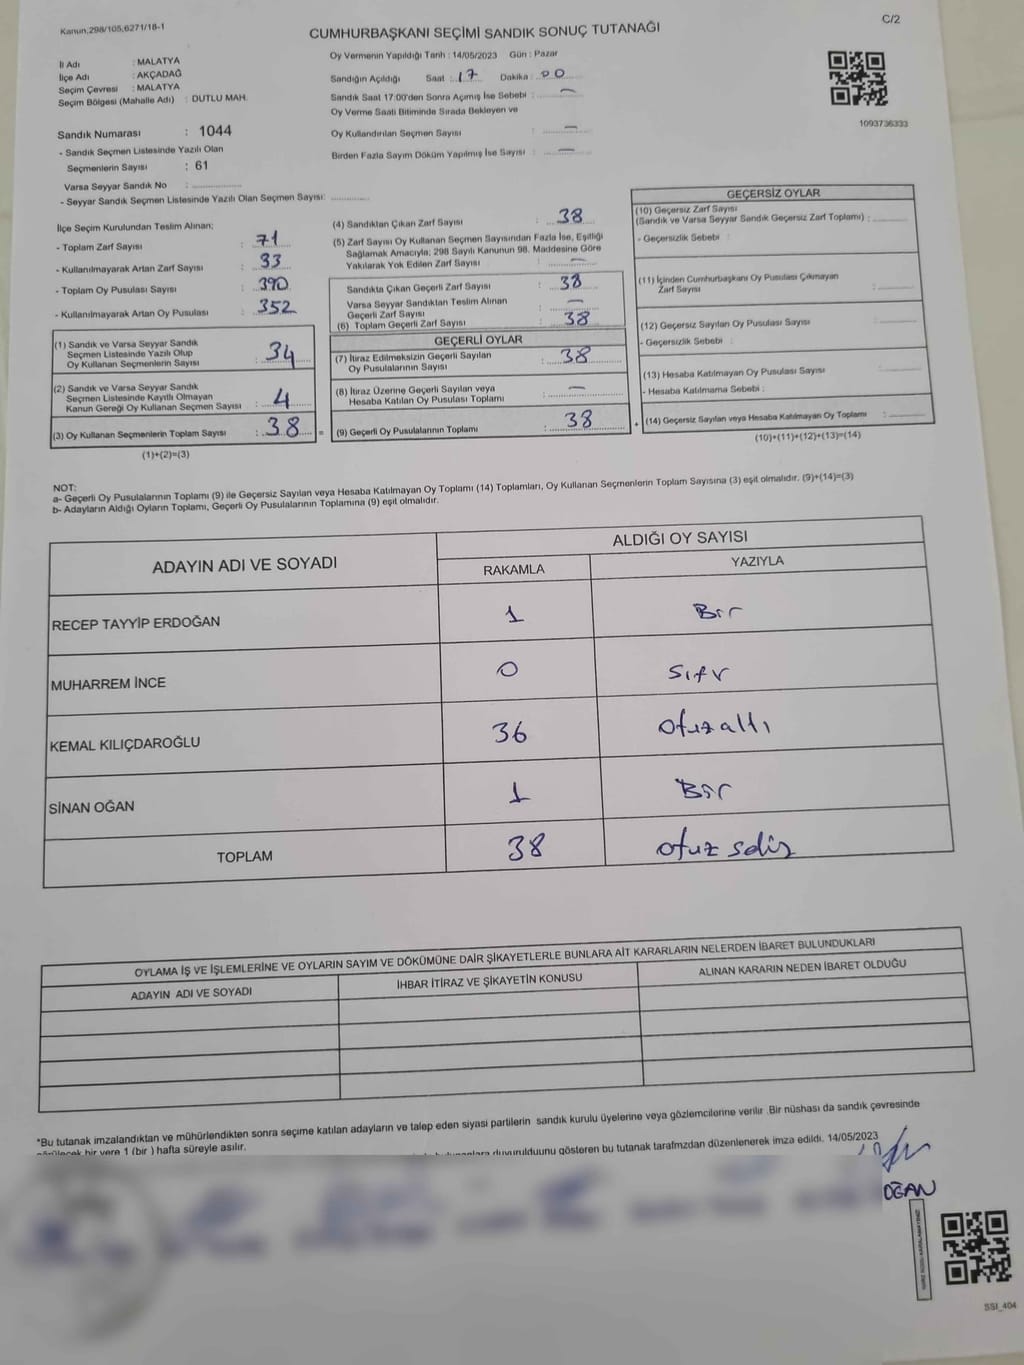 Kanun,298/105,6271/18-1
CUMHURBAŞKANI SEÇİMİ SANDIK SONUÇ TUTANAĞI
C/2
İl Adı : MALATYA
İlçe Adı : AKÇADAĞ
Seçim Çevresi : MALATYA
Seçim Bölgesi (Mahalle Adı) : DUTLU MAH.
Sandık Numarası : 1044
- Sandık Seçmen Listesinde Yazılı Olan
Seçmenlerin Sayısı : 61
Varsa Seyyar Sandık No :
- Seyyar Sandık Seçmen Listesinde Yazılı Olan Seçmen Sayısı:
Oy Vermenin Yapıldığı Tarih : 14/05/2023 Gün : Pazar
Sandığın Açıldığı Saat : 17 Dakika : 00
Sandık Saat 17:00'den Sonra Açılmış İse Sebebi : —
Oy Verme Saati Bitiminde Sırada Bekleyen ve
Oy Kullandırılan Seçmen Sayısı : —
Birden Fazla Sayım Döküm Yapılmış İse Sayısı : —
1093736333
İlçe Seçim Kurulundan Teslim Alınan;
- Toplam Zarf Sayısı : 71
- Kullanılmayarak Artan Zarf Sayısı : 33
- Toplam Oy Pusulası Sayısı : 390
- Kullanılmayarak Artan Oy Pusulası : 352
(1) Sandık ve Varsa Seyyar Sandık
Seçmen Listesinde Yazılı Olup
Oy Kullanan Seçmenlerin Sayısı : 34
(2) Sandık ve Varsa Seyyar Sandık
Seçmen Listesinde Kayıtlı Olmayan
Kanun Gereği Oy Kullanan Seçmen Sayısı : 4
(3) Oy Kullanan Seçmenlerin Toplam Sayısı : 38 =
(1)+(2)=(3)
(4) Sandıktan Çıkan Zarf Sayısı : 38
(5) Zarf Sayısı Oy Kullanan Seçmen Sayısından Fazla İse, Eşitliği
Sağlamak Amacıyla; 298 Sayılı Kanunun 98. Maddesine Göre
Yakılarak Yok Edilen Zarf Sayısı : —
Sandıkta Çıkan Geçerli Zarf Sayısı : 38
Varsa Seyyar Sandıktan Teslim Alınan
Geçerli Zarf Sayısı : —
(6) Toplam Geçerli Zarf Sayısı : 38
GEÇERLİ OYLAR
(7) İtiraz Edilmeksizin Geçerli Sayılan
Oy Pusulalarının Sayısı : 38
(8) İtiraz Üzerine Geçerli Sayılan veya
Hesaba Katılan Oy Pusulası Toplamı : —
(9) Geçerli Oy Pusulalarının Toplamı : 38 +
GEÇERSİZ OYLAR
(10) Geçersiz Zarf Sayısı
(Sandık ve Varsa Seyyar Sandık Geçersiz Zarf Toplamı) :
- Geçersizlik Sebebi :
(11) İçinden Cumhurbaşkanı Oy Pusulası Çıkmayan
Zarf Sayısı :
(12) Geçersiz Sayılan Oy Pusulası Sayısı :
- Geçersizlik Sebebi :
(13) Hesaba Katılmayan Oy Pusulası Sayısı :
- Hesaba Katılmama Sebebi :
(14) Geçersiz Sayılan veya Hesaba Katılmayan Oy Toplamı :
(10)+(11)+(12)+(13)=(14)
NOT:
a- Geçerli Oy Pusulalarının Toplamı (9) ile Geçersiz Sayılan veya Hesaba Katılmayan Oy Toplamı (14) Toplamları, Oy Kullanan Seçmenlerin Toplam Sayısına (3) eşit olmalıdır. (9)+(14)=(3)
b- Adayların Aldığı Oyların Toplamı, Geçerli Oy Pusulalarının Toplamına (9) eşit olmalıdır.
ADAYIN ADI VE SOYADI
ALDIĞI OY SAYISI
RAKAMLA YAZIYLA
RECEP TAYYİP ERDOĞAN 1 Bir
MUHARREM İNCE 0 Sıfır
KEMAL KILIÇDAROĞLU 36 otuzaltı
SİNAN OĞAN 1 Bir
TOPLAM 38 otuz
OYLAMA İŞ VE İŞLEMLERİNE VE OYLARIN SAYIM VE DÖKÜMÜNE DAİR ŞİKAYETLERLE BUNLARA AİT KARARLARIN NELERDEN İBARET BULUNDUKLARI
ADAYIN ADI VE SOYADI İHBAR İTİRAZ VE ŞİKAYETİN KONUSU ALINAN KARARIN NEDEN İBARET OLDUĞU
*Bu tutanak imzalandıktan ve mühürlendikten sonra seçime katılan adayların ve talep eden siyasi partilerin sandık kurulu üyelerine veya gözlemcilerine verilir .Bir nüshası da sandık çevresinde
görülecek bir yere 1 (bir ) hafta süreyle asılır.
gösteren bu tutanak tarafmzdan düzenlenerek imza edildi. 14/05/2023
OĞAN
SSI_404